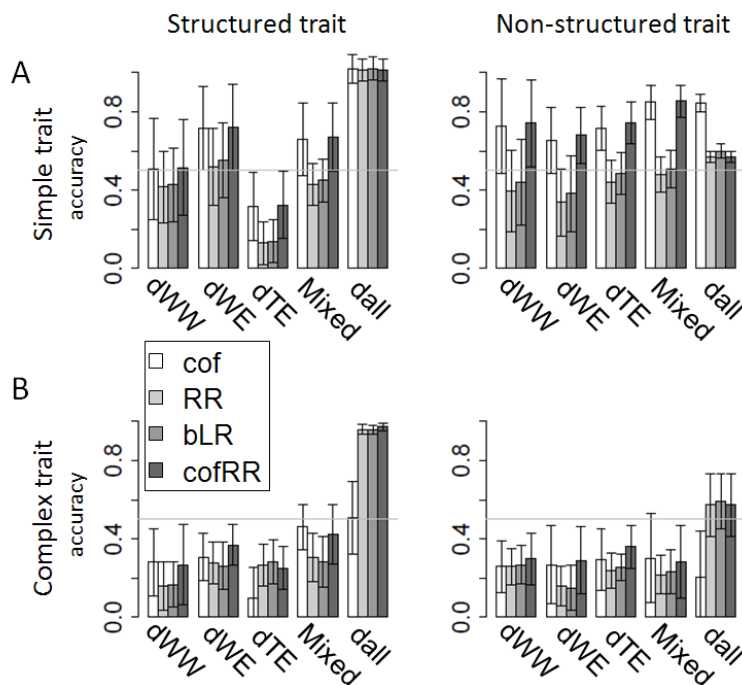 Structured trait
Non-structured trait
A
Simple trait
accuracy
0.8
0.4
0.0
dWW
dWE
dTE
Mixed
dall
0.8
0.4
0.0
dWW
dWE
dTE
Mixed
dall
cof
RR
bLR
cofRR
B
Complex trait
accuracy
0.8
0.4
0.0
dWW
dWE
dTE
Mixed
dall
0.8
0.4
0.0
dWW
dWE
dTE
Mixed
dall